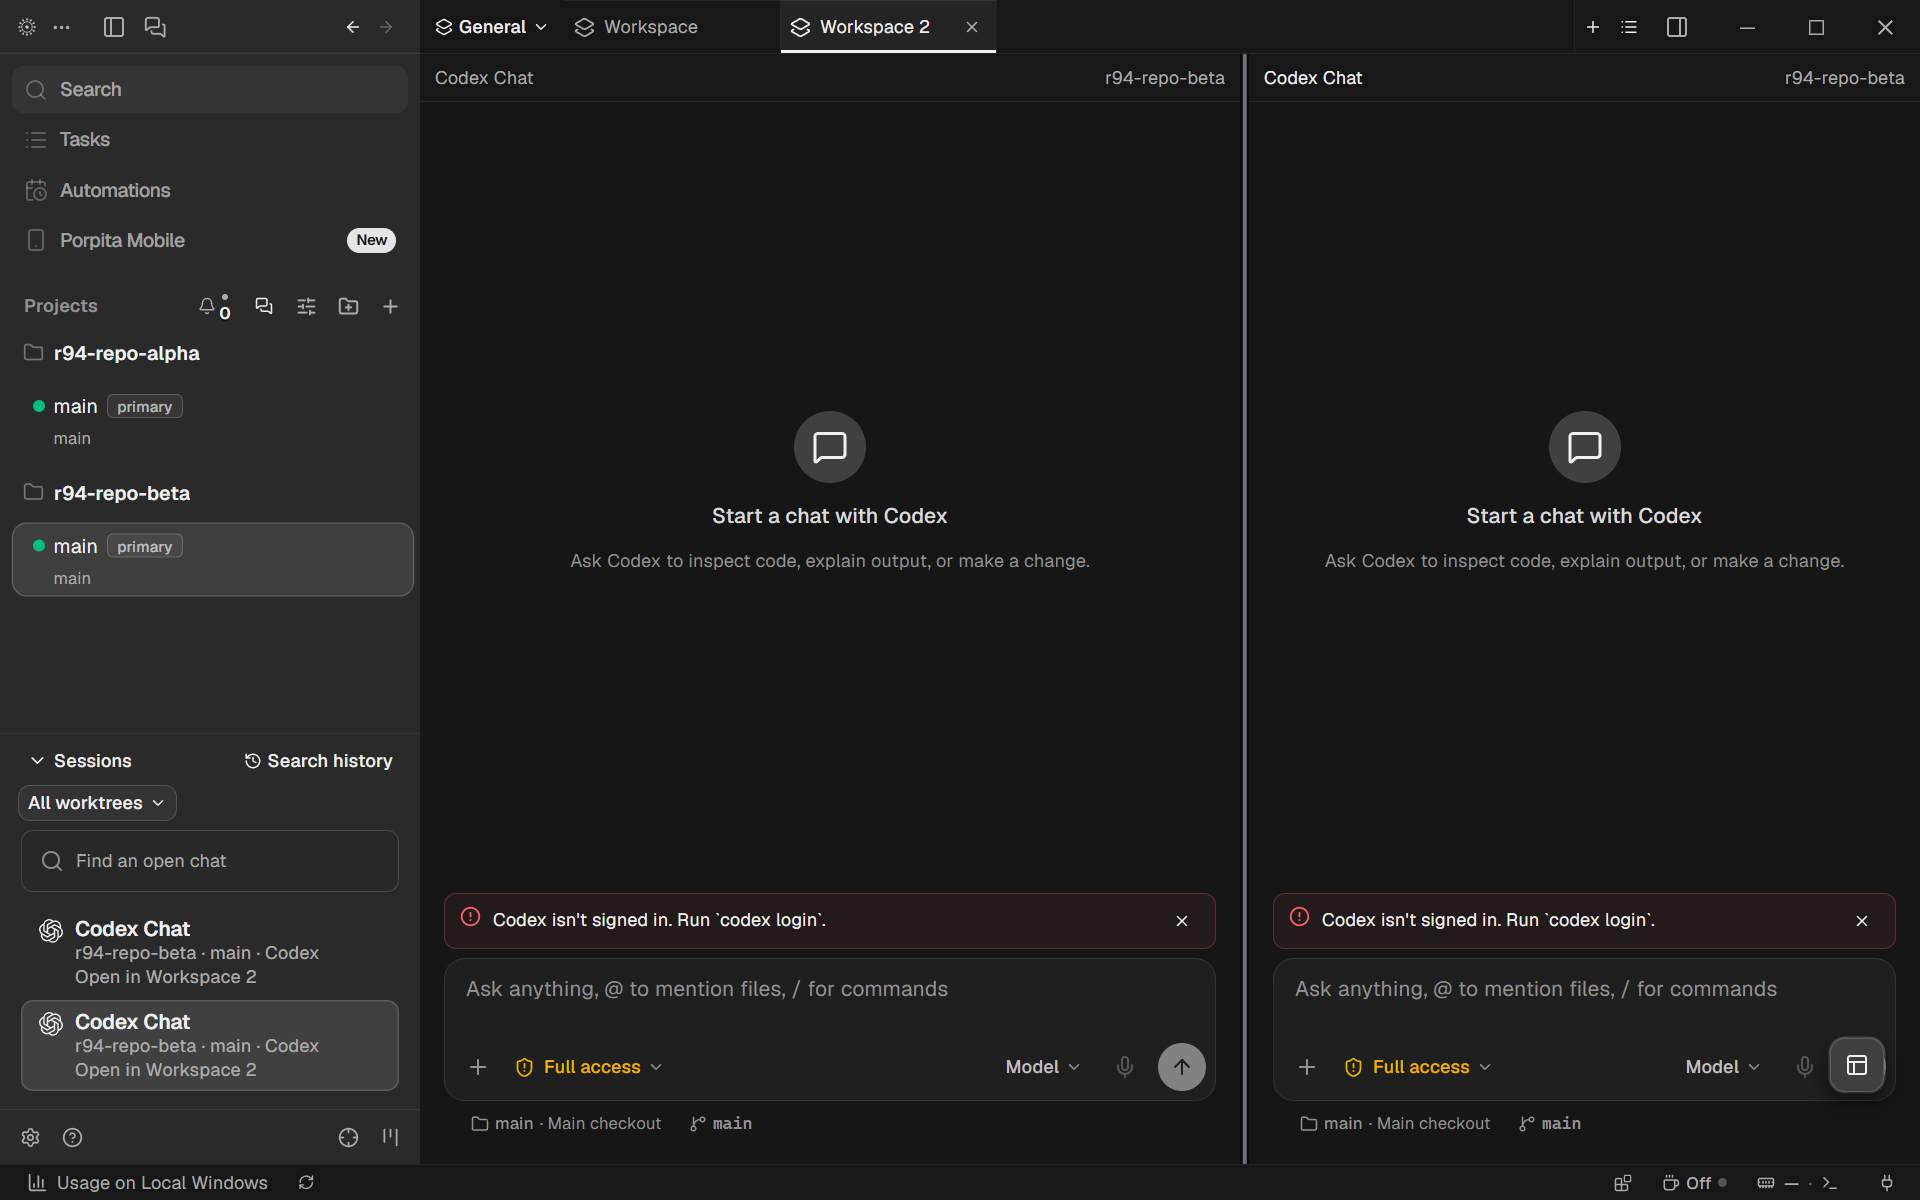 General
Workspace
Workspace 2
Search
Tasks
Automations
Porpita Mobile
New
Projects
0
r94-repo-alpha
main primary
main
r94-repo-beta
main primary
main
Sessions
Search history
All worktrees
Find an open chat
Codex Chat
r94-repo-beta · main · Codex
Open in Workspace 2
Codex Chat
r94-repo-beta · main · Codex
Open in Workspace 2
Codex Chat
r94-repo-beta
Start a chat with Codex
Ask Codex to inspect code, explain output, or make a change.
Codex isn't signed in. Run `codex login`.
Ask anything, @ to mention files, / for commands
Full access
Model
main · Main checkout
main
Codex Chat
r94-repo-beta
Start a chat with Codex
Ask Codex to inspect code, explain output, or make a change.
Codex isn't signed in. Run `codex login`.
Ask anything, @ to mention files, / for commands
Full access
Model
main · Main checkout
main
Usage on Local Windows
Off
— ·